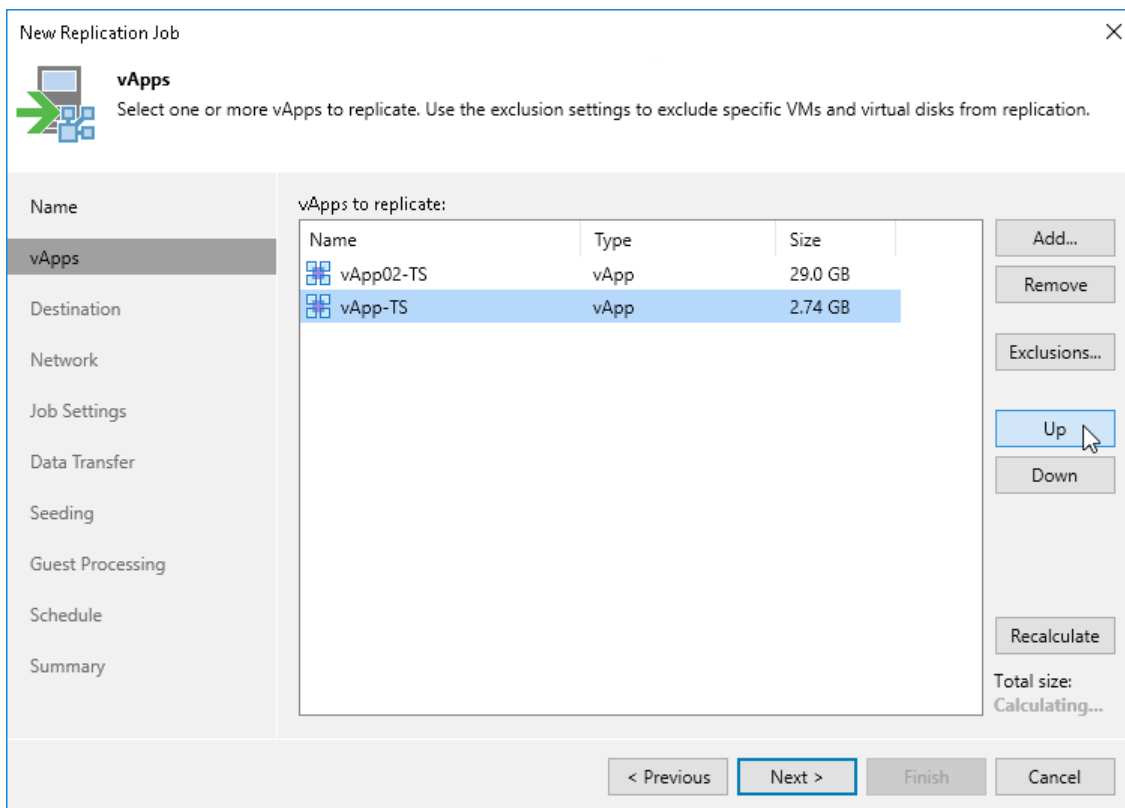 New Replication Job
vApps
Select one or more vApps to replicate. Use the exclusion settings to exclude specific VMs and virtual disks from replication.
Name
vApps
Destination
Network
Job Settings
Data Transfer
Seeding
Guest Processing
Schedule
Summary
vApps to replicate:
Name Type Size
vApp02-TS vApp 29.0 GB
vApp-TS vApp 2.74 GB
Add...
Remove
Exclusions...
Up
Down
Recalculate
Total size:
Calculating...
< Previous Next > Finish Cancel